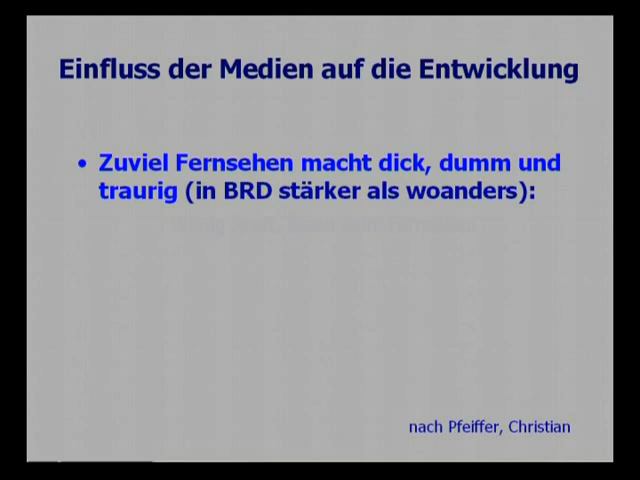 Einfluss der Medien auf die Entwicklung
• Zuviel Fernsehen macht dick, dumm und
traurig (in BRD stärker als woanders):
nach Pfeiffer, Christian